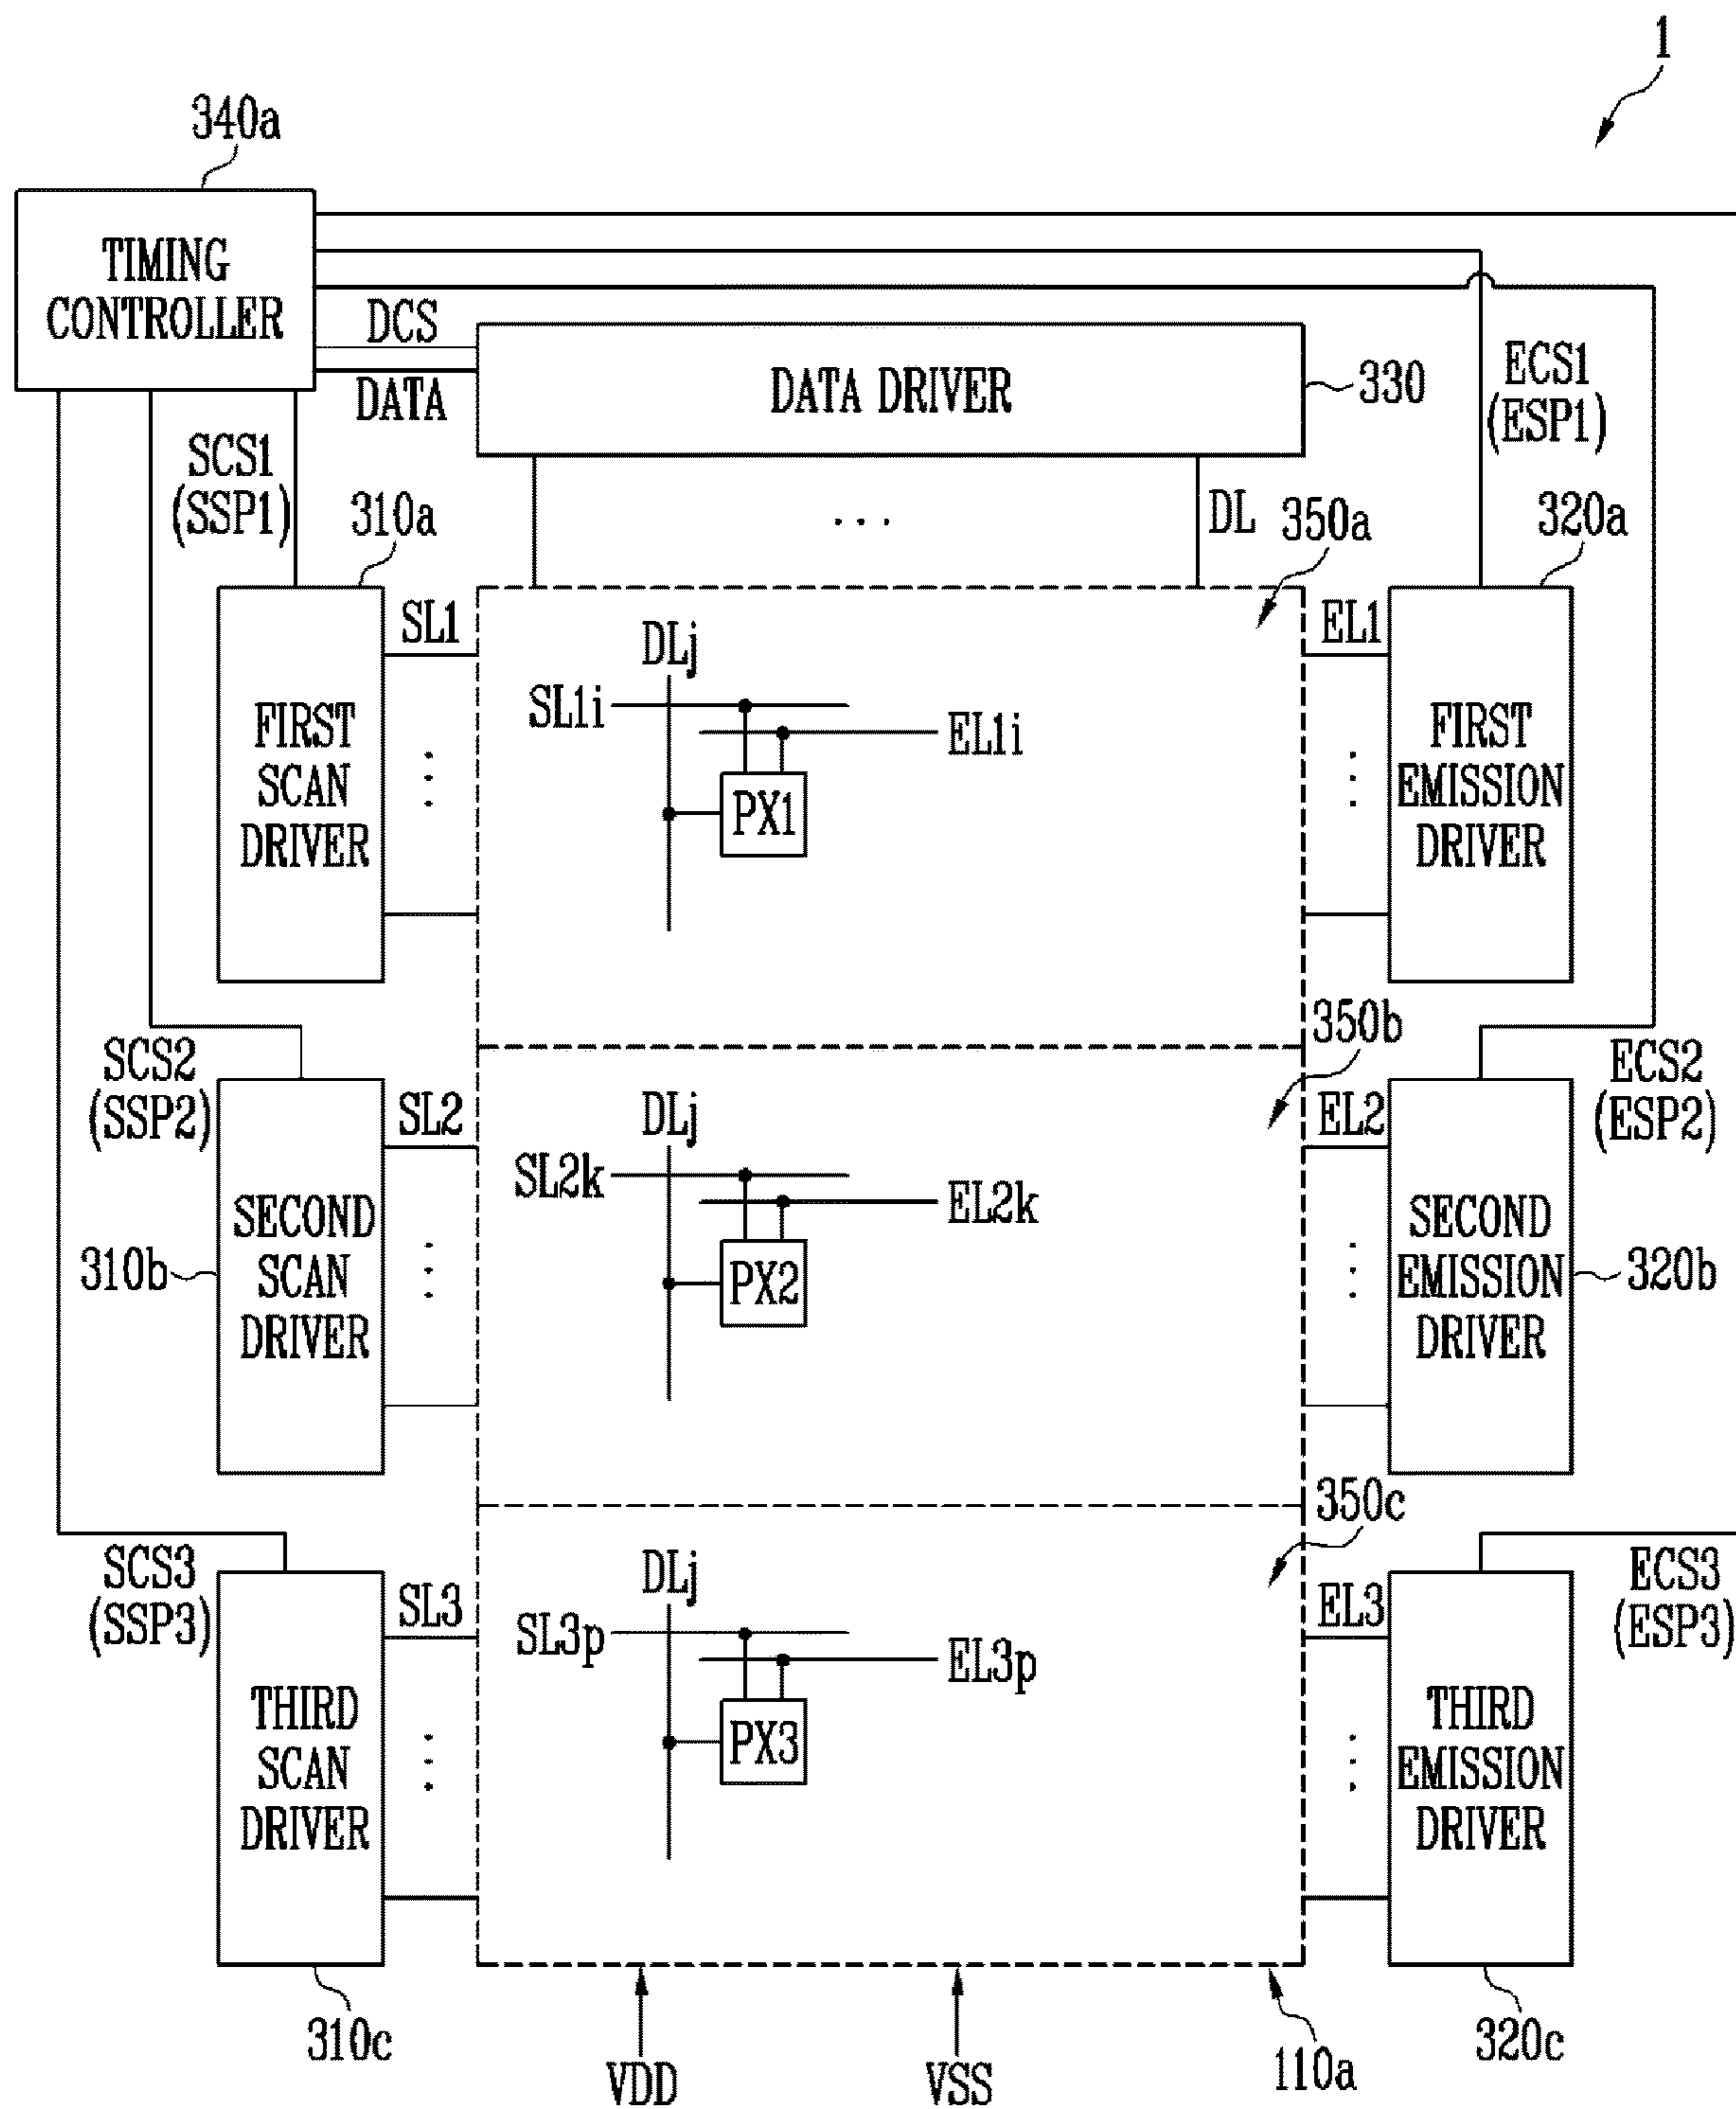 1
340a
TIMING
CONTROLLER
DCS
DATA
DATA DRIVER
330
ECS1
(ESP1)
SCS1
(SSP1)
310a
. . .
DL
350a
320a
SL1
EL1
DLj
SL1i
EL1i
PX1
FIRST
SCAN
DRIVER
FIRST
EMISSION
DRIVER
350b
SCS2
(SSP2)
ECS2
(ESP2)
SL2
EL2
DLj
SL2k
EL2k
PX2
SECOND
SCAN
DRIVER
310b
SECOND
EMISSION
DRIVER
320b
350c
SCS3
(SSP3)
ECS3
(ESP3)
SL3
EL3
DLj
SL3p
EL3p
PX3
THIRD
SCAN
DRIVER
THIRD
EMISSION
DRIVER
310c
VDD
VSS
110a
320c